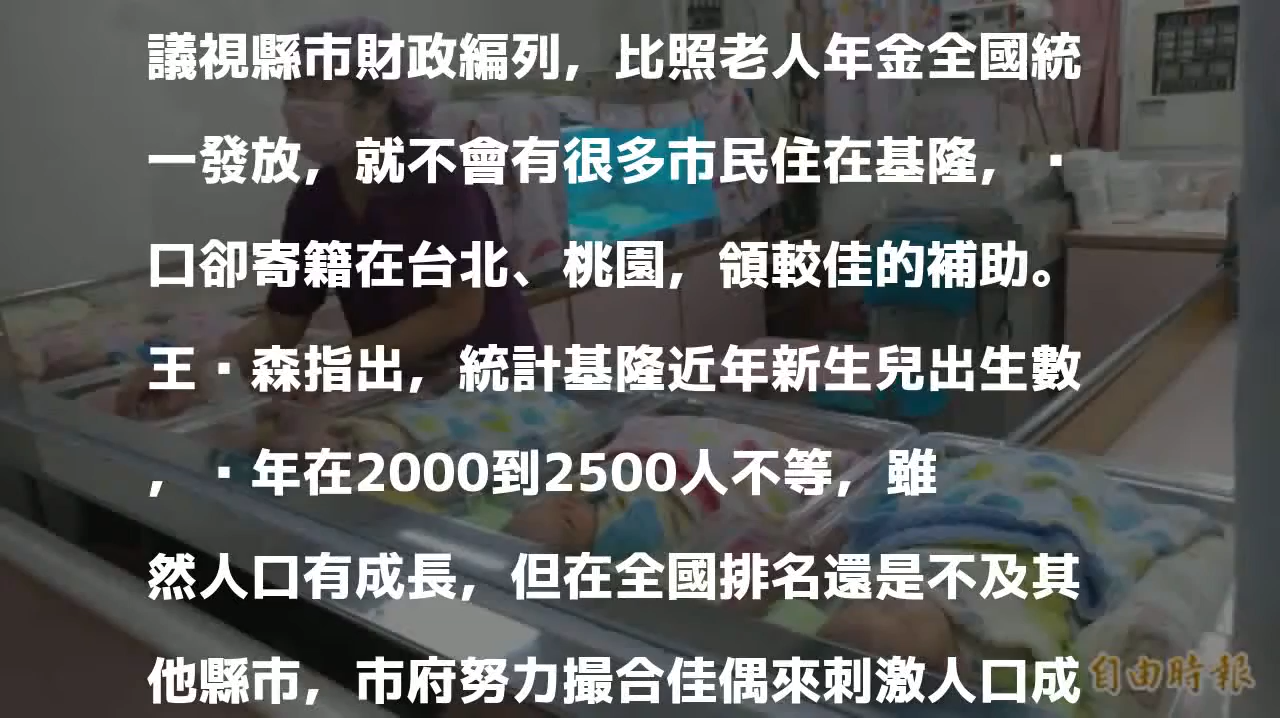 議視縣市財政編列，比照老人年金全國統
一發放，就不會有很多市民住在基隆，▪
口卻寄籍在台北、桃園，領較佳的補助。
王▪森指出，統計基隆近年新生兒出生數
，▪年在2000到2500人不等，雖
然人口有成長，但在全國排名還是不及其
他縣市，市府努力撮合佳偶來刺激人口成
自由時報